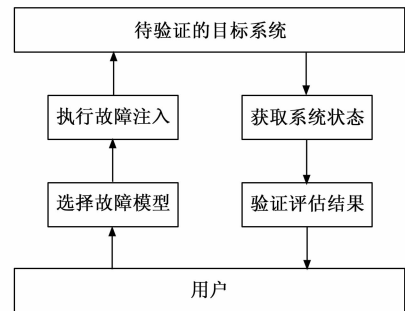 待验证的目标系统
执行故障注入
获取系统状态
选择故障模型
验证评估结果
用户